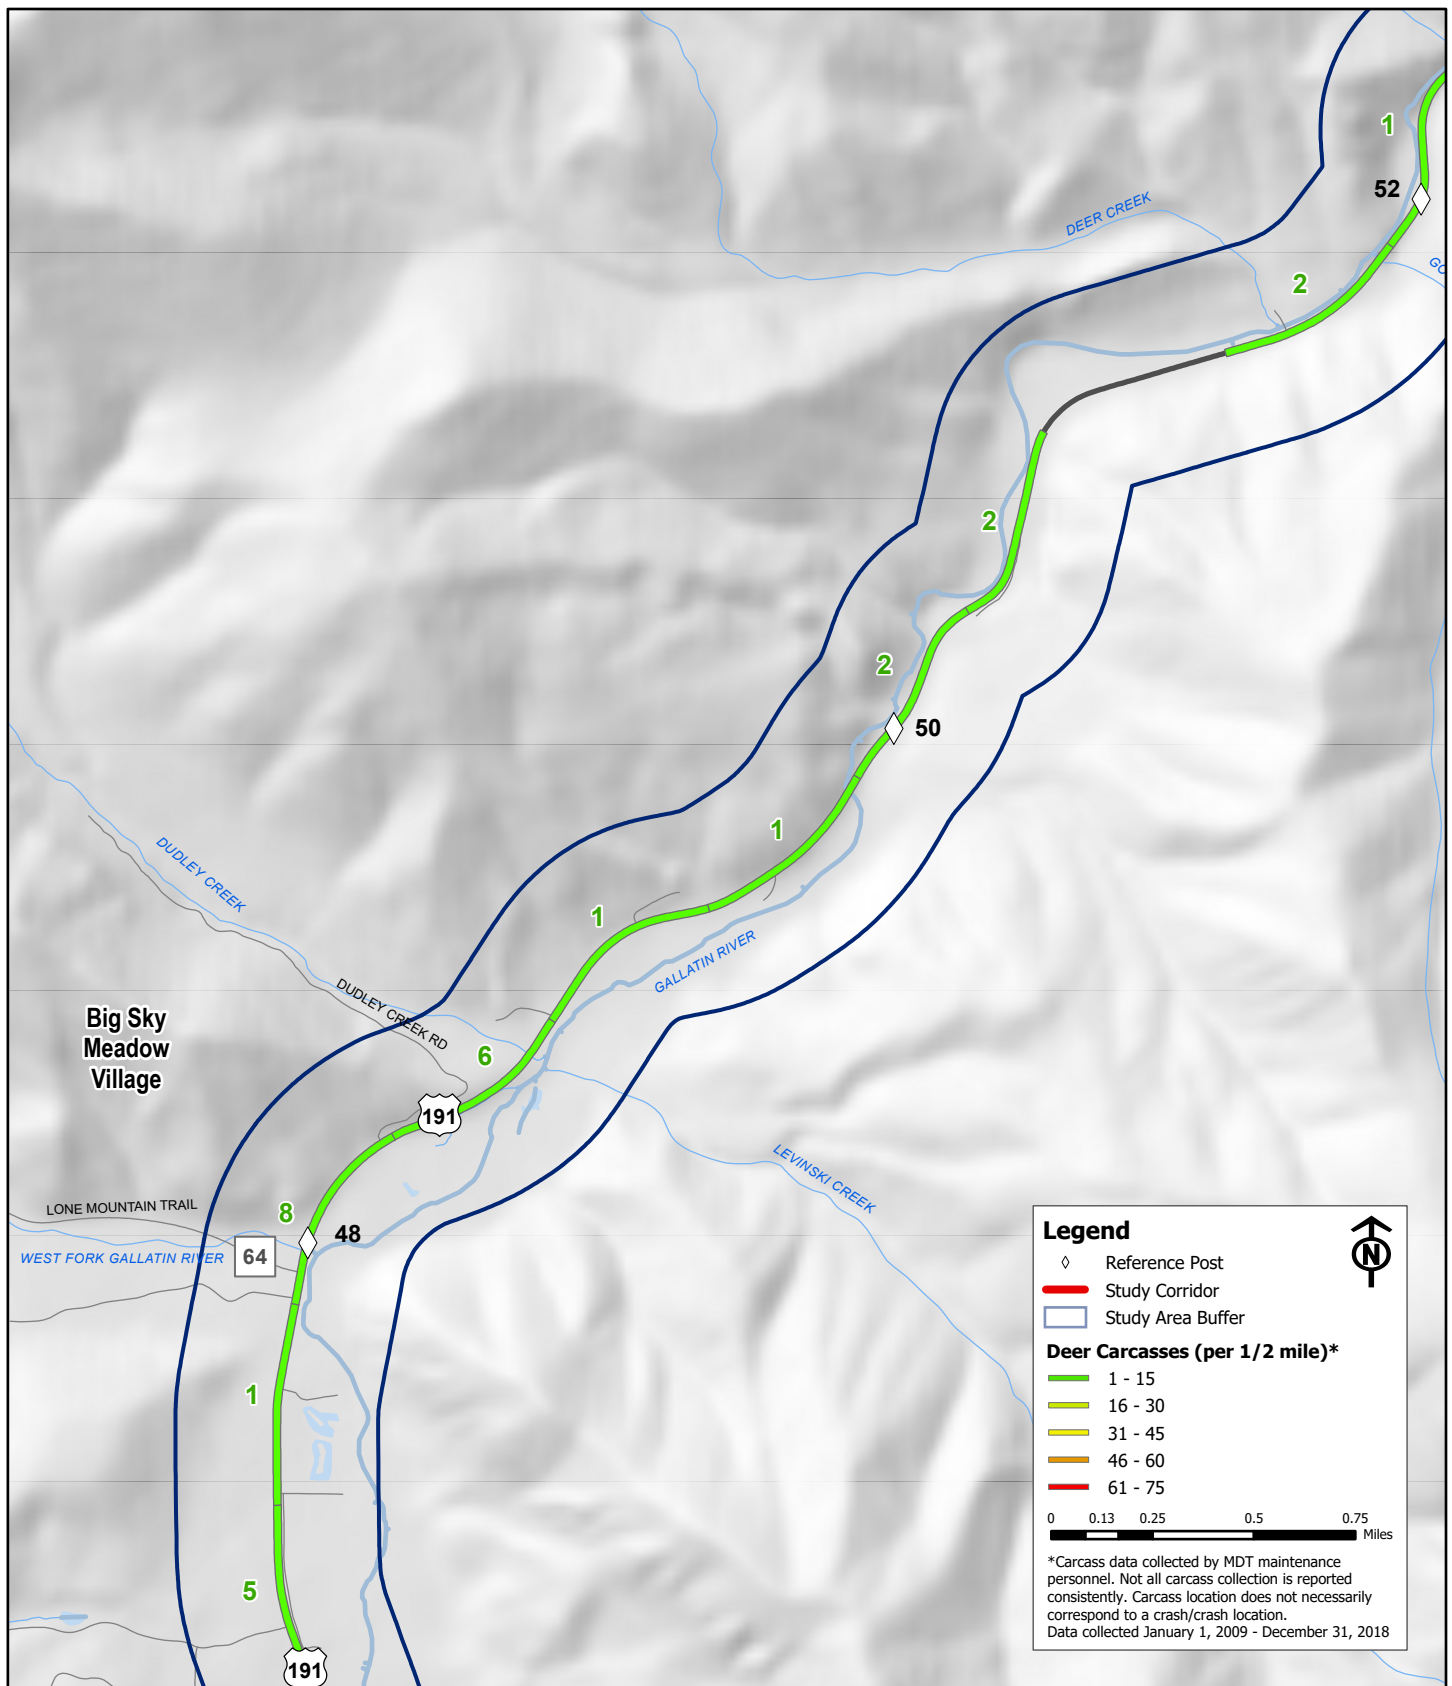 1
52
DEER CREEK
2
GO
2
2
50
1
DUDLEY CREEK
1
GALLATIN RIVER
DUDLEY CREEK RD
Big Sky
Meadow
Village
6
191
LEVINSKI CREEK
LONE MOUNTAIN TRAIL
8
48
WEST FORK GALLATIN RIVER
64
1
5
191
Legend
N
Reference Post
Study Corridor
Study Area Buffer
Deer Carcasses (per 1/2 mile)*
1 - 15
16 - 30
31 - 45
46 - 60
61 - 75
0 0.13 0.25 0.5 0.75
Miles
*Carcass data collected by MDT maintenance
personnel. Not all carcass collection is reported
consistently. Carcass location does not necessarily
correspond to a crash/crash location.
Data collected January 1, 2009 - December 31, 2018